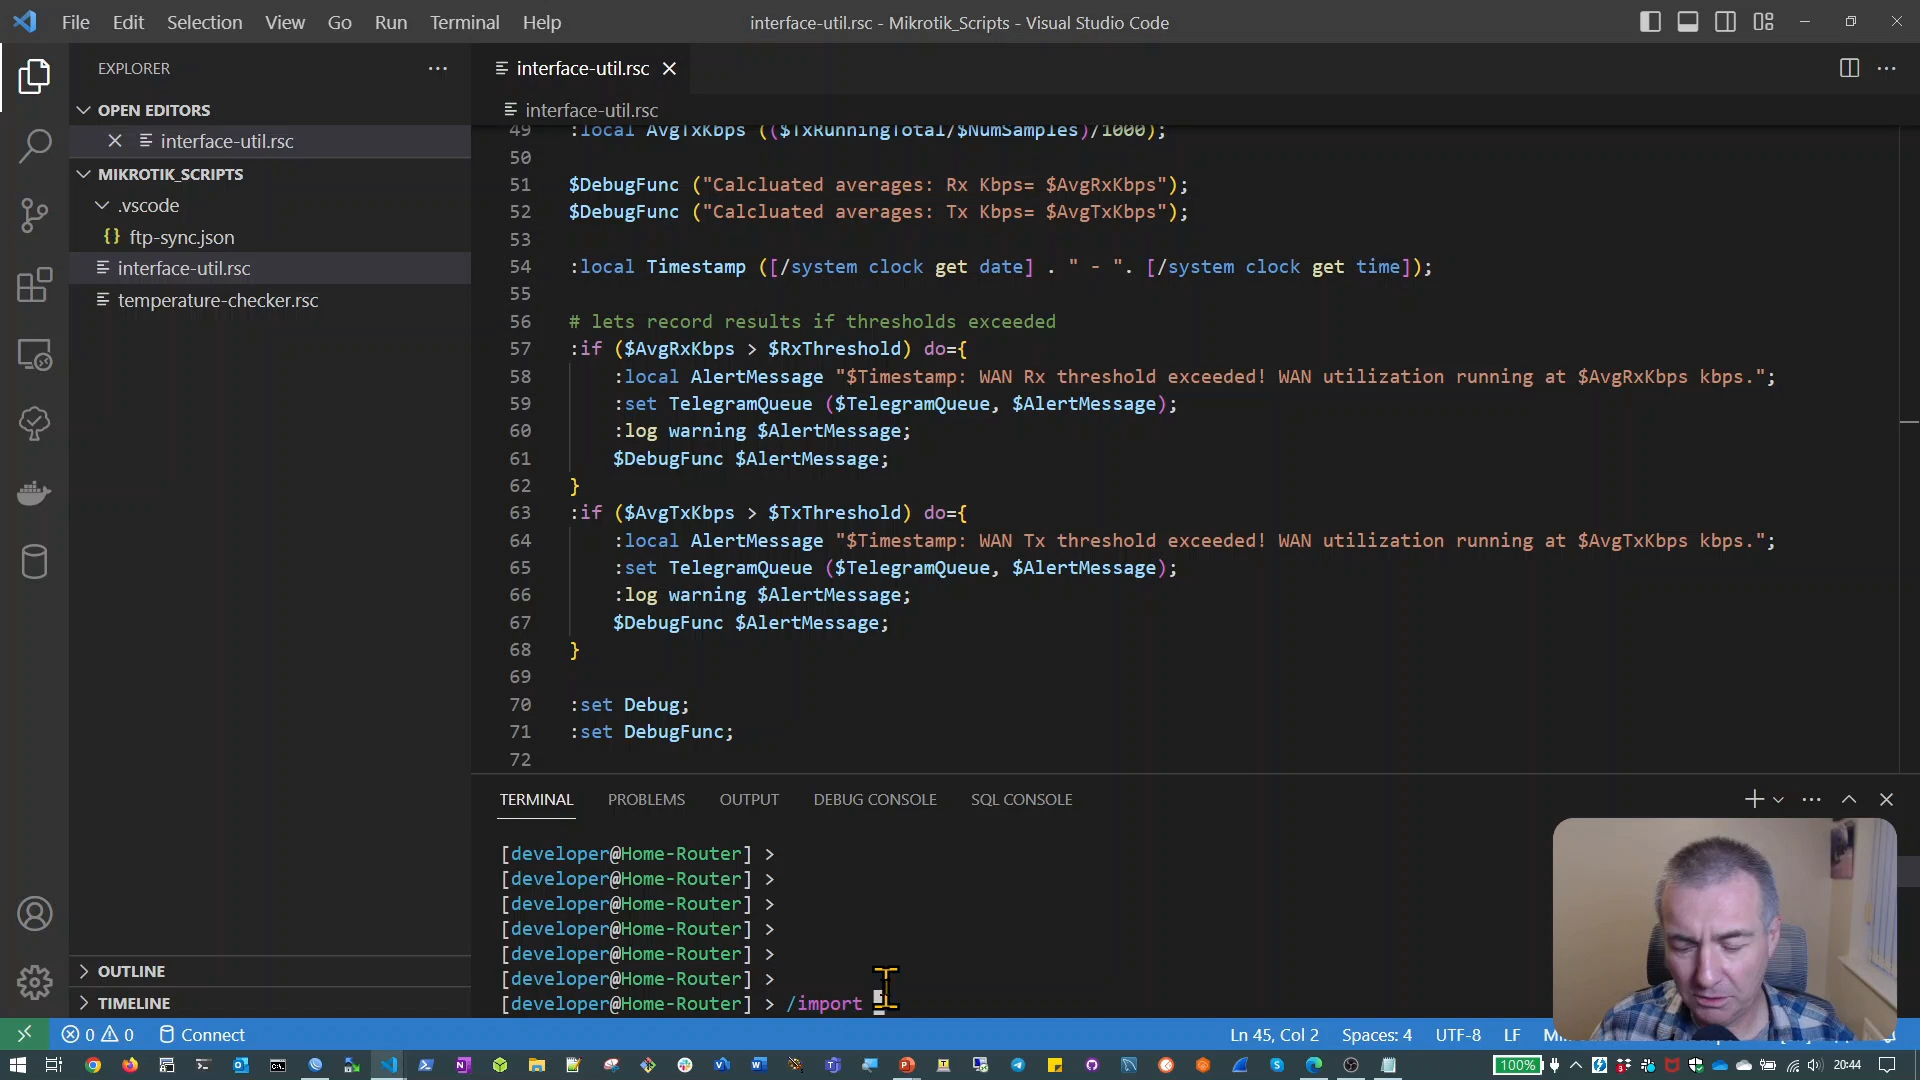 File Edit Selection View Go Run Terminal Help
interface-util.rsc - Mikrotik_Scripts - Visual Studio Code
EXPLORER
OPEN EDITORS
interface-util.rsc
MIKROTIK_SCRIPTS
.vscode
{} ftp-sync.json
interface-util.rsc
temperature-checker.rsc
OUTLINE
TIMELINE
interface-util.rsc
interface-util.rsc
49 :local AvgTxKbps (($TxRunningTotal/$NumSamples)/1000);
50
51 $DebugFunc ("Calcluated averages: Rx Kbps= $AvgRxKbps");
52 $DebugFunc ("Calcluated averages: Tx Kbps= $AvgTxKbps");
53
54 :local Timestamp ([/system clock get date] . " - ". [/system clock get time]);
55
56 # lets record results if thresholds exceeded
57 :if ($AvgRxKbps > $RxThreshold) do={
58 :local AlertMessage "$Timestamp: WAN Rx threshold exceeded! WAN utilization running at $AvgRxKbps kbps.";
59 :set TelegramQueue ($TelegramQueue, $AlertMessage);
60 :log warning $AlertMessage;
61 $DebugFunc $AlertMessage;
62 }
63 :if ($AvgTxKbps > $TxThreshold) do={
64 :local AlertMessage "$Timestamp: WAN Tx threshold exceeded! WAN utilization running at $AvgTxKbps kbps.";
65 :set TelegramQueue ($TelegramQueue, $AlertMessage);
66 :log warning $AlertMessage;
67 $DebugFunc $AlertMessage;
68 }
69
70 :set Debug;
71 :set DebugFunc;
72
TERMINAL PROBLEMS OUTPUT DEBUG CONSOLE SQL CONSOLE
[developer@Home-Router] >
[developer@Home-Router] >
[developer@Home-Router] >
[developer@Home-Router] >
[developer@Home-Router] >
[developer@Home-Router] >
[developer@Home-Router] > /import
0 0 Connect
Ln 45, Col 2 Spaces: 4 UTF-8 LF
100% 20:44